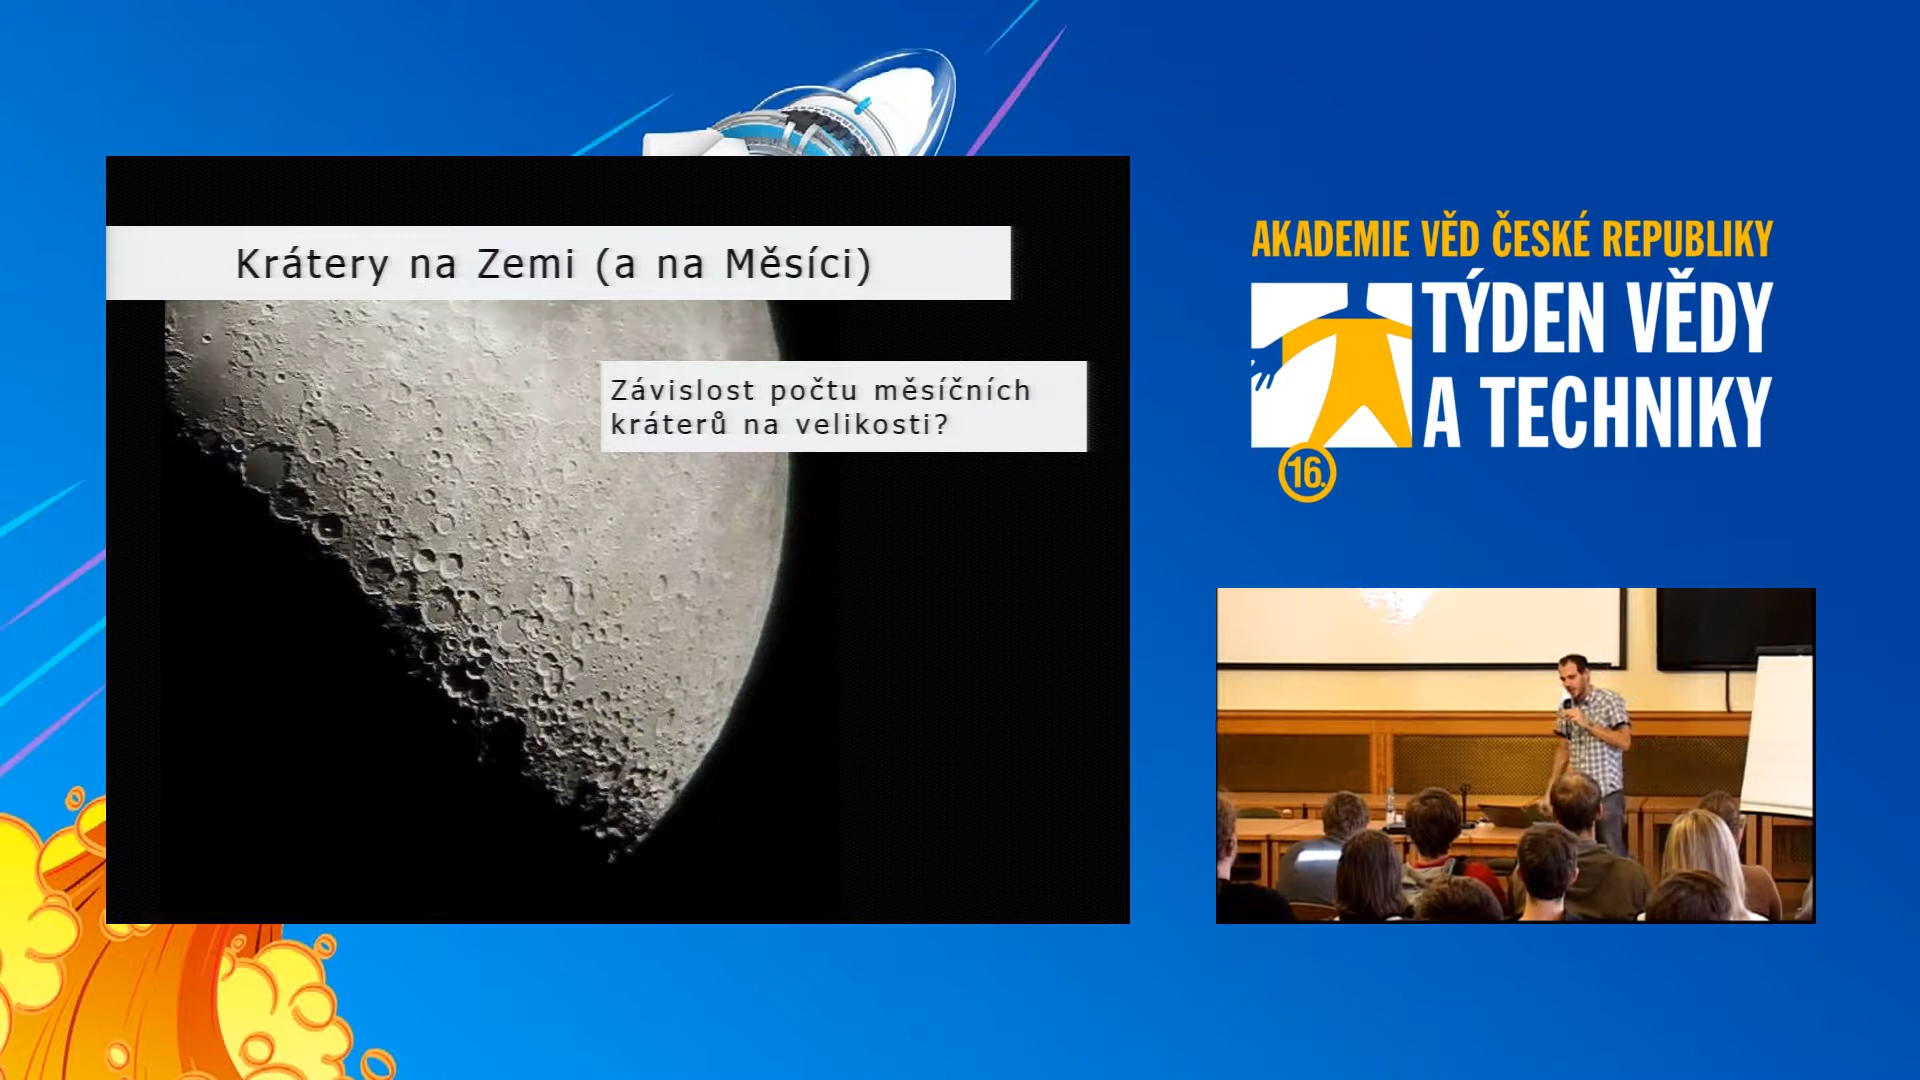 Krátery na Zemi (a na Měsíci)
Závislost počtu měsíčních
kráterů na velikosti?
AKADEMIE VĚD ČESKÉ REPUBLIKY
TÝDEN VĚDY
A TECHNIKY
16.